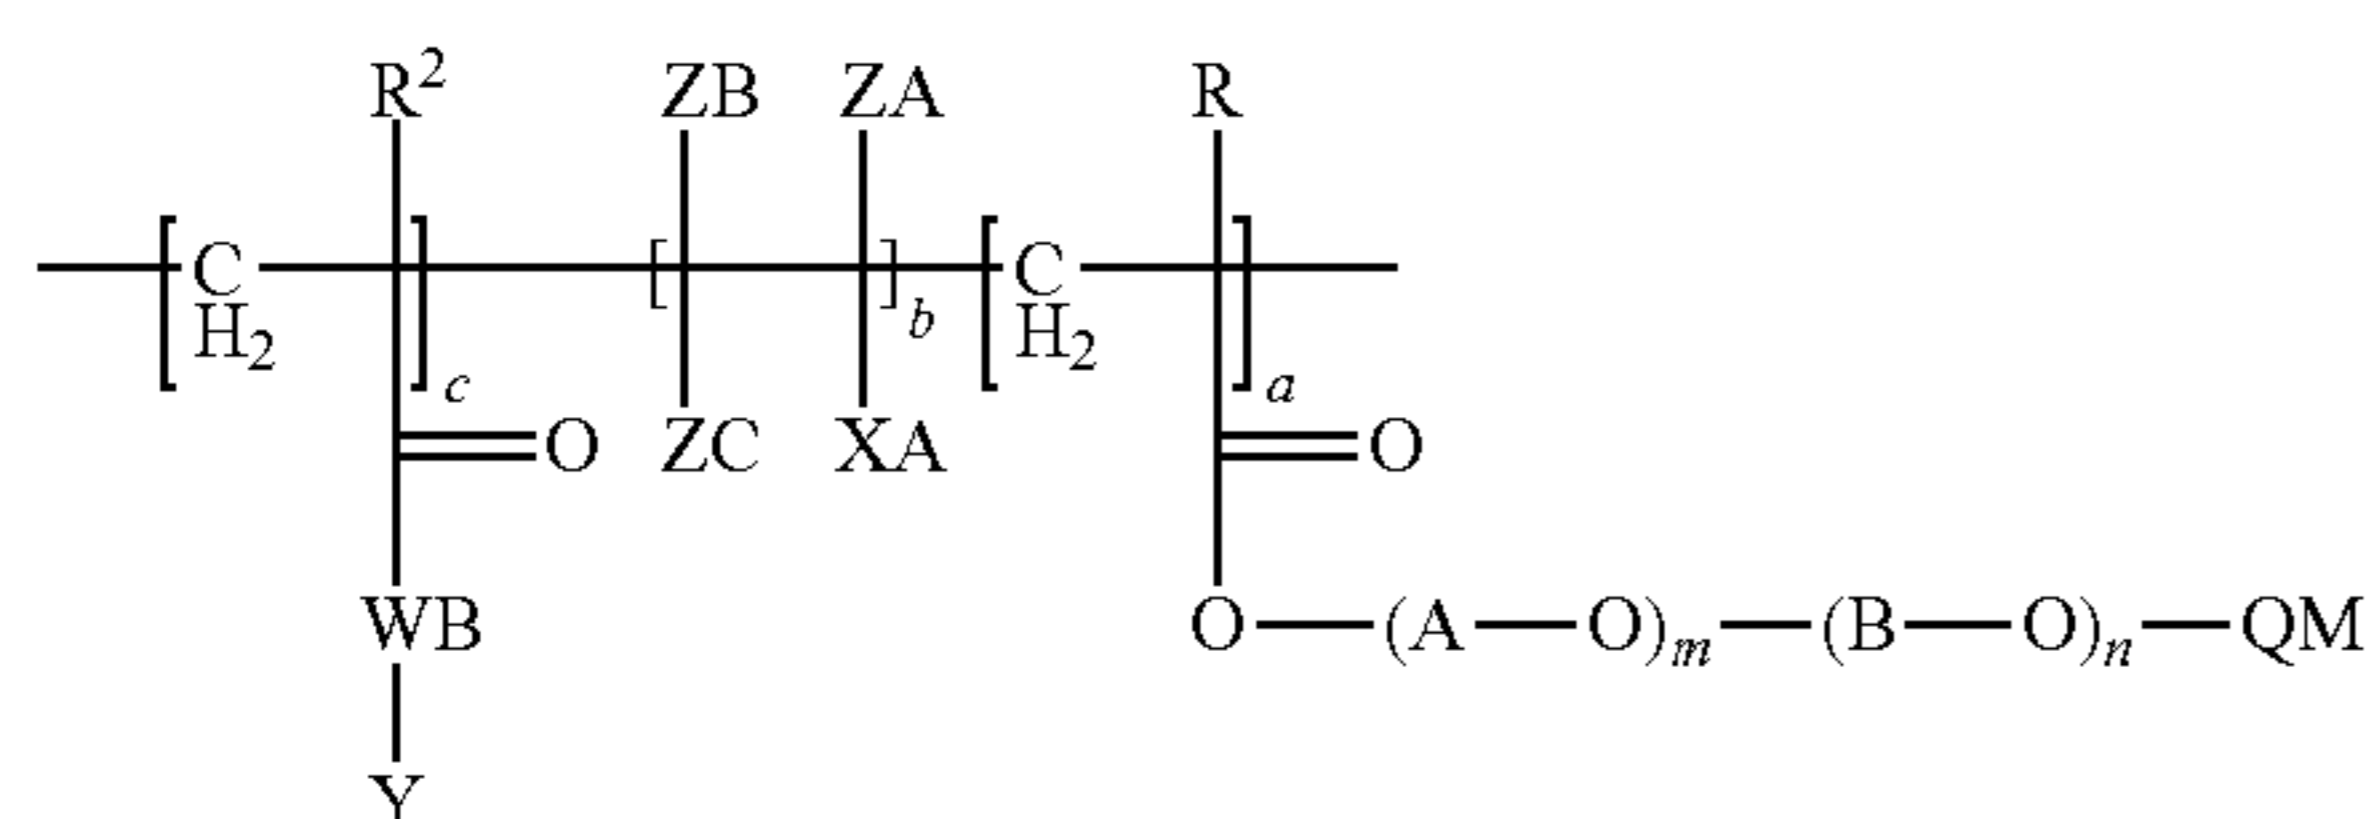 R² ZB ZA R
[C [ ] [C
H₂ ]c b H₂ ]a
O ZC XA O
WB O—(A—O)m—(B—O)n—QM
Y